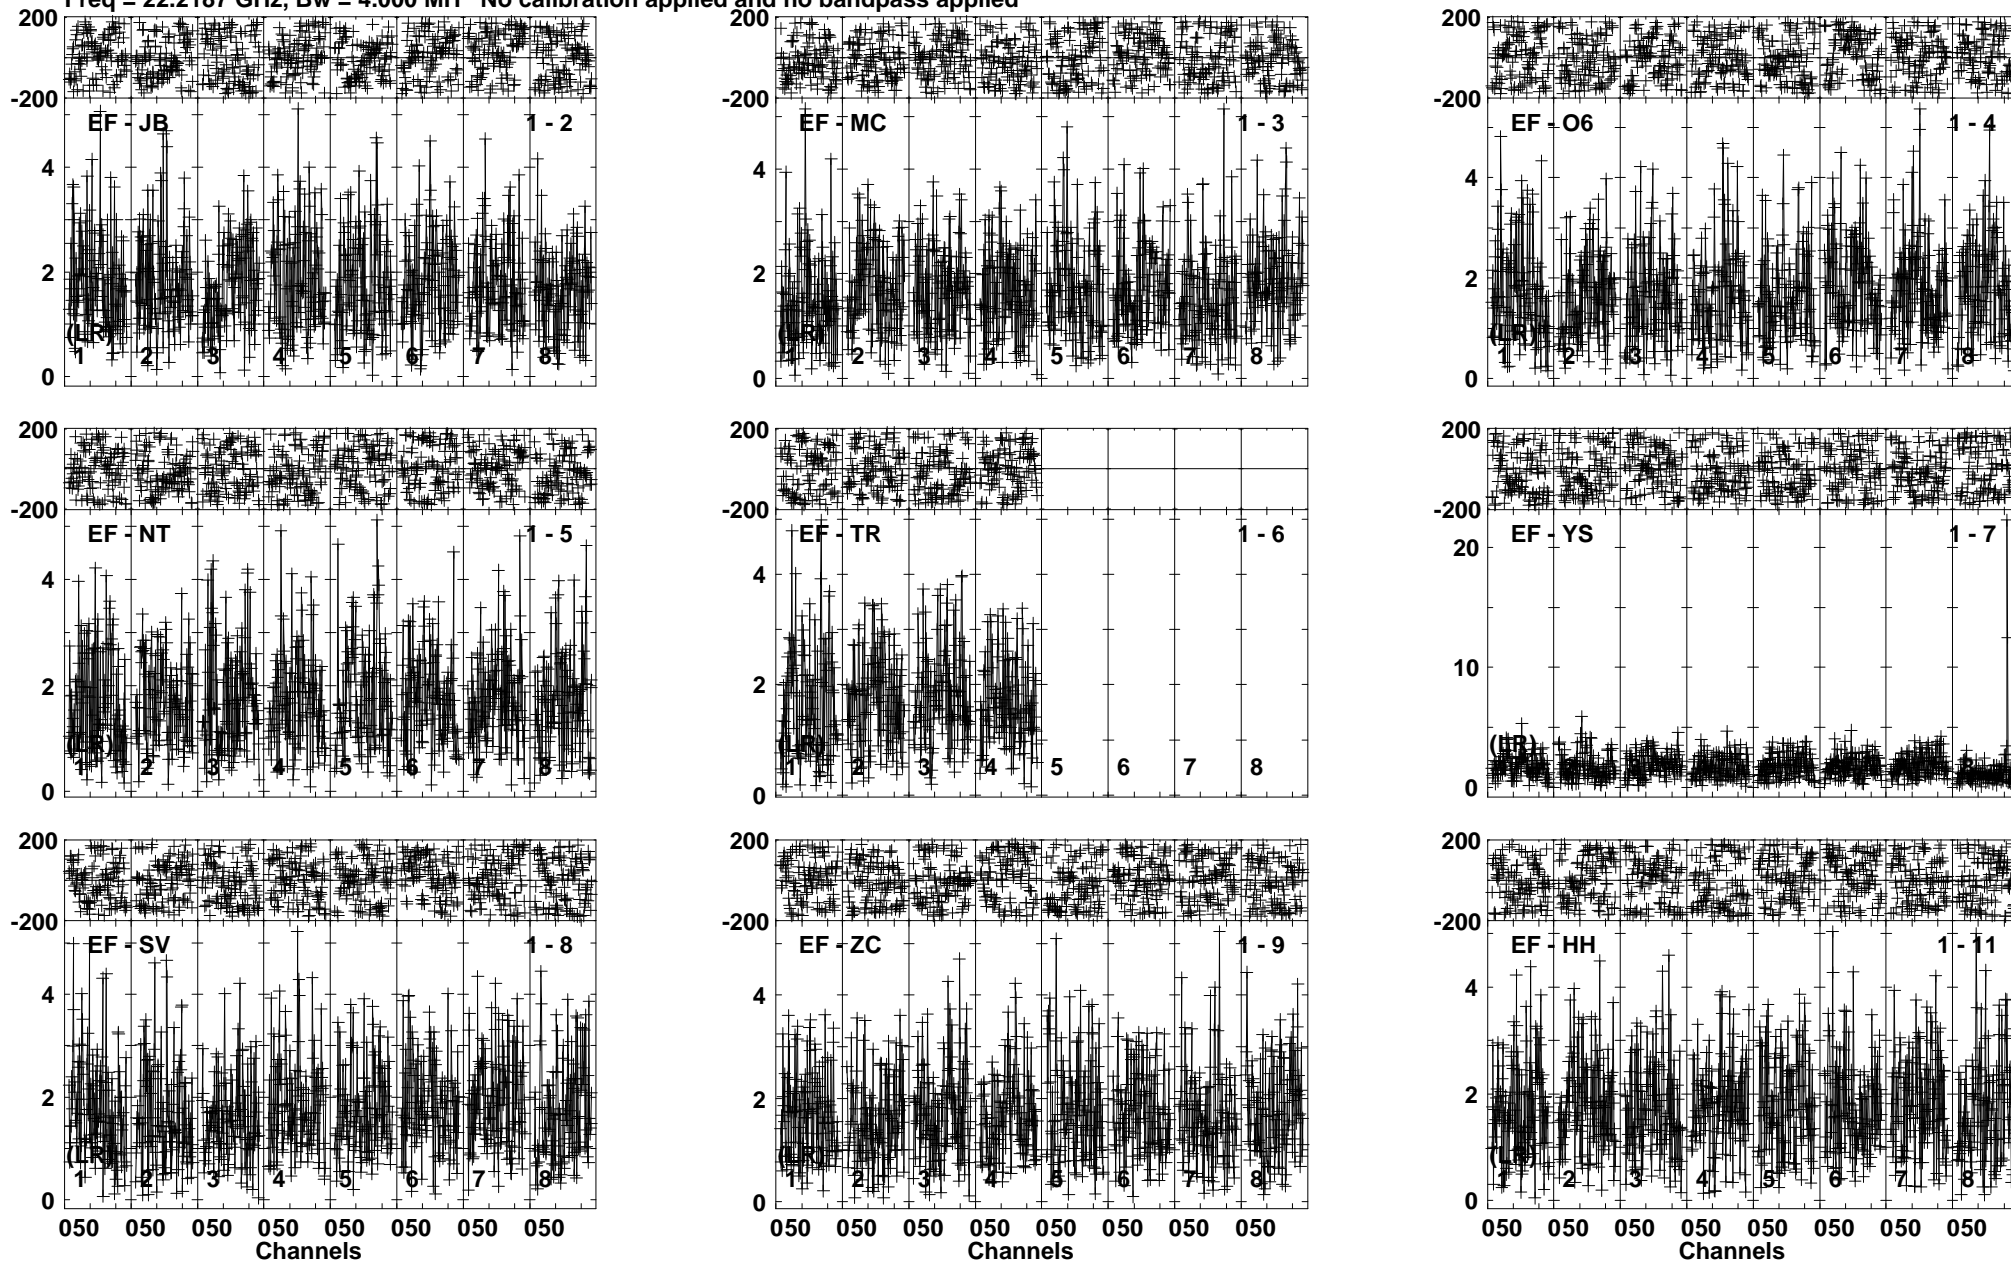 Freq = 22.2187 GHz, Bw = 4.000 MH No calibration applied and no bandpass applied
200 200 200
-200 -200 -200
EF - JB 1 - 2 EF - MC 1 - 3 EF - O6 1 - 4
4 4 4
2 2 2
(LR) (LR) (LR)
1 2 3 4 5 6 7 8 1 2 3 4 5 6 7 8 1 2 3 4 5 6 7 8
0 0 0
200 200 200
-200 -200 -200
EF - NT 1 - 5 EF - TR 1 - 6 EF - YS 1 - 7
20
4 4
10
2 2
(LR) (LR) (LR)
1 2 3 4 5 6 7 8 1 2 3 4 5 6 7 8
0 0 0
200 200 200
-200 -200 -200
EF - SV 1 - 8 EF - ZC 1 - 9 EF - HH 1 - 11
4 4 4
2 2 2
(LR) (LR) (LR)
1 2 3 4 5 6 7 8 1 2 3 4 5 6 7 8 1 2 3 4 5 6 7 8
0 0 0
050 050 050 050 050 050 050 050 050 050 050 050 050 050 050 050 050 050 050 050 050 050 050 050
Channels Channels